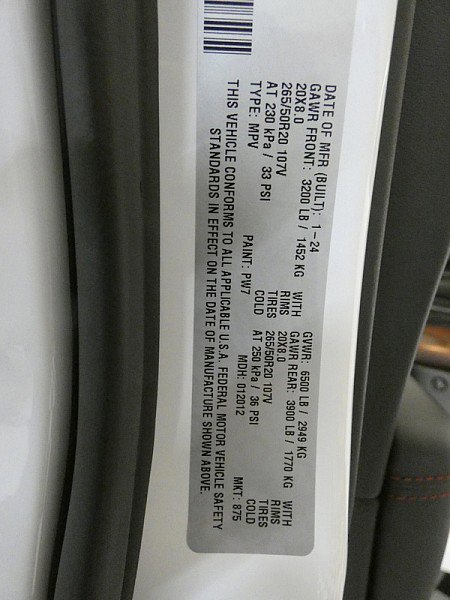 DATE OF MFR (BUILT): 1-24 GVWR: 6500 LB / 2949 KG
GAWR FRONT: 3200 LB / 1452 KG WITH GAWR REAR: 3900 LB / 1770 KG WITH
20X8.0 RIMS 20X8.0 RIMS
265/50R20 107V TIRES 265/50R20 107V TIRES
AT 230 kPa / 33 PSI COLD AT 250 kPa / 36 PSI COLD
TYPE: MPV PAINT: PW7 MDH: 012012 MKT: 875
THIS VEHICLE CONFORMS TO ALL APPLICABLE U.S.A. FEDERAL MOTOR VEHICLE SAFETY
STANDARDS IN EFFECT ON THE DATE OF MANUFACTURE SHOWN ABOVE.